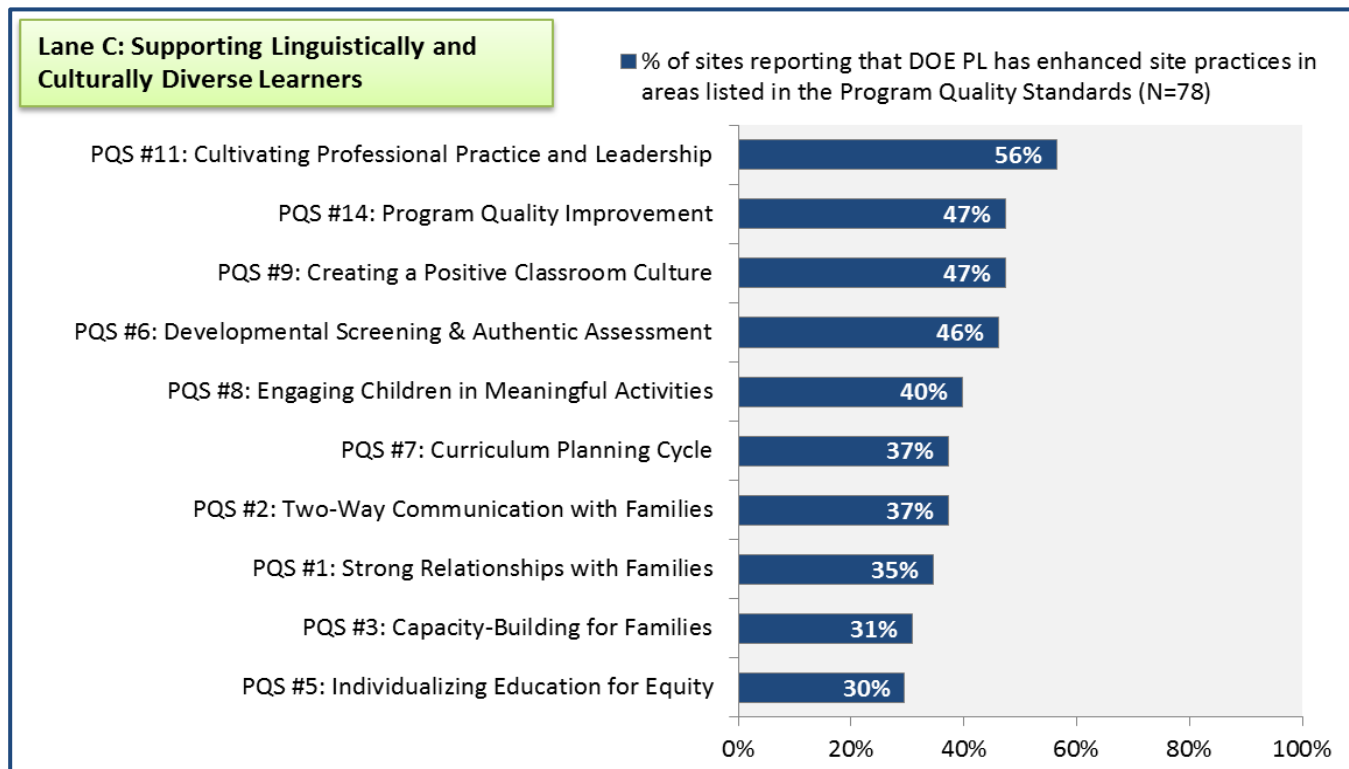 Lane C: Supporting Linguistically and
Culturally Diverse Learners
% of sites reporting that DOE PL has enhanced site practices in
areas listed in the Program Quality Standards (N=78)
PQS #11: Cultivating Professional Practice and Leadership 56%
PQS #14: Program Quality Improvement 47%
PQS #9: Creating a Positive Classroom Culture 47%
PQS #6: Developmental Screening & Authentic Assessment 46%
PQS #8: Engaging Children in Meaningful Activities 40%
PQS #7: Curriculum Planning Cycle 37%
PQS #2: Two-Way Communication with Families 37%
PQS #1: Strong Relationships with Families 35%
PQS #3: Capacity-Building for Families 31%
PQS #5: Individualizing Education for Equity 30%
0% 20% 40% 60% 80% 100%